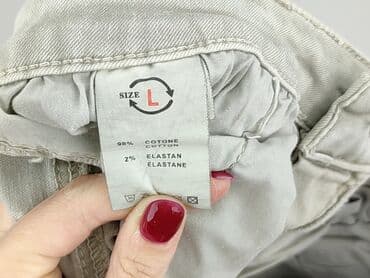 SIZE L
98% COTONE
COTTON
2% ELASTAN
ELASTANE